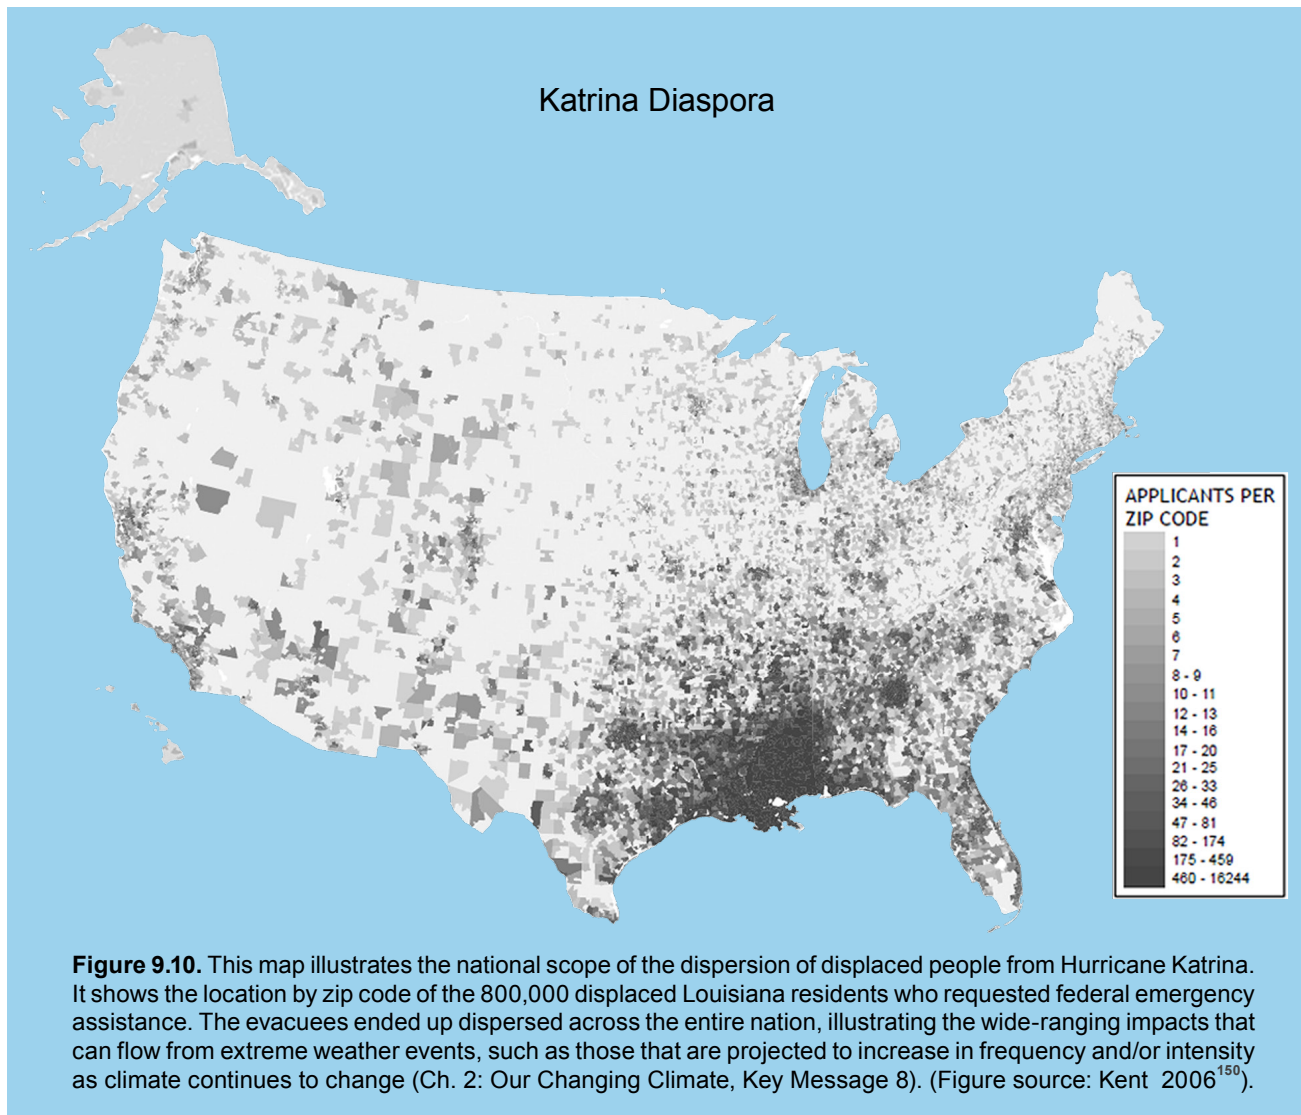 Katrina Diaspora
APPLICANTS PER
ZIP CODE
1
2
3
4
5
6
7
8 - 9
10 - 11
12 - 13
14 - 16
17 - 20
21 - 25
26 - 33
34 - 46
47 - 81
82 - 174
175 - 459
460 - 16244
Figure 9.10. This map illustrates the national scope of the dispersion of displaced people from Hurricane Katrina.
It shows the location by zip code of the 800,000 displaced Louisiana residents who requested federal emergency
assistance. The evacuees ended up dispersed across the entire nation, illustrating the wide-ranging impacts that
can flow from extreme weather events, such as those that are projected to increase in frequency and/or intensity
as climate continues to change (Ch. 2: Our Changing Climate, Key Message 8). (Figure source: Kent 2006150).